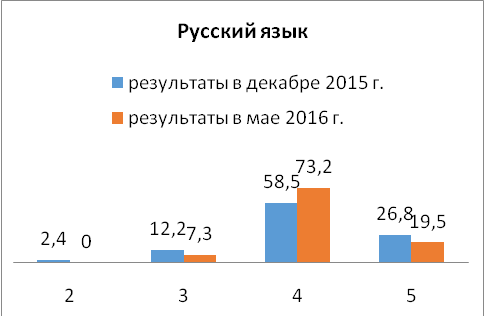 Русский язык
результаты в декабре 2015 г.
результаты в мае 2016 г.
2,4 0 12,2 7,3 58,5 73,2 26,8 19,5
2 3 4 5